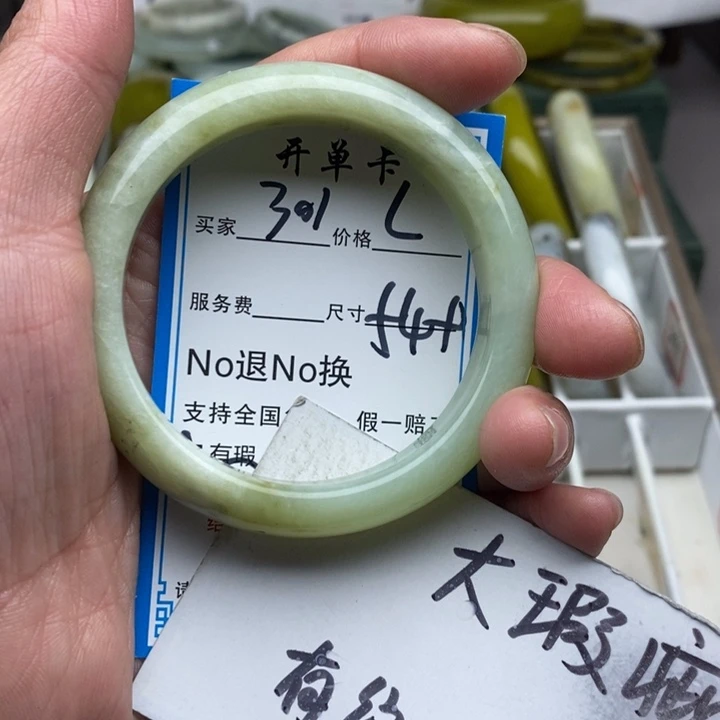 开单卡
买家 301 价格 L
服务费 尺寸
No退No换
支持全国 假一赔
有瑕
大瑕疵
有